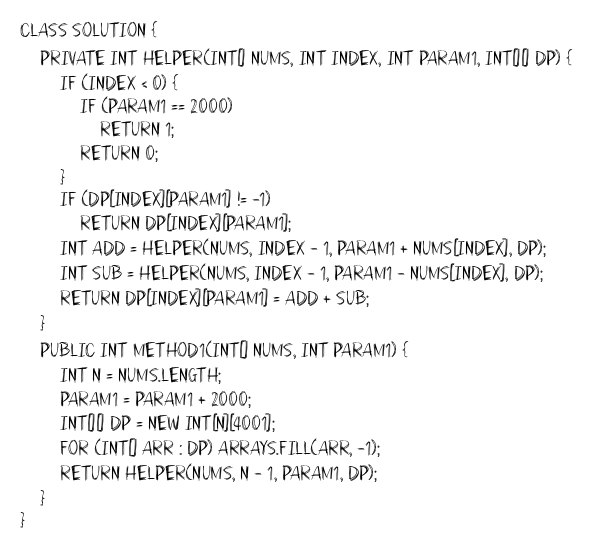 CLASS SOLUTION {
PRIVATE INT HELPER(INT[] NUMS, INT INDEX, INT PARAM1, INT[][] DP) {
IF (INDEX < 0) {
IF (PARAM1 == 2000)
RETURN 1;
RETURN 0;
}
IF (DP[INDEX][PARAM1] != -1)
RETURN DP[INDEX][PARAM1];
INT ADD = HELPER(NUMS, INDEX - 1, PARAM1 + NUMS[INDEX], DP);
INT SUB = HELPER(NUMS, INDEX - 1, PARAM1 - NUMS[INDEX], DP);
RETURN DP[INDEX][PARAM1] = ADD + SUB;
}
PUBLIC INT METHOD1(INT[] NUMS, INT PARAM1) {
INT N = NUMS.LENGTH;
PARAM1 = PARAM1 + 2000;
INT[][] DP = NEW INT[N][4001];
FOR (INT[] ARR : DP) ARRAYS.FILL(ARR, -1);
RETURN HELPER(NUMS, N - 1, PARAM1, DP);
}
}